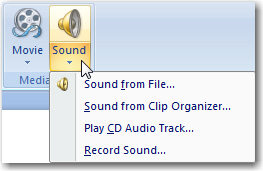 Movie Sound
Media
Sound from File...
Sound from Clip Organizer...
Play CD Audio Track...
Record Sound...